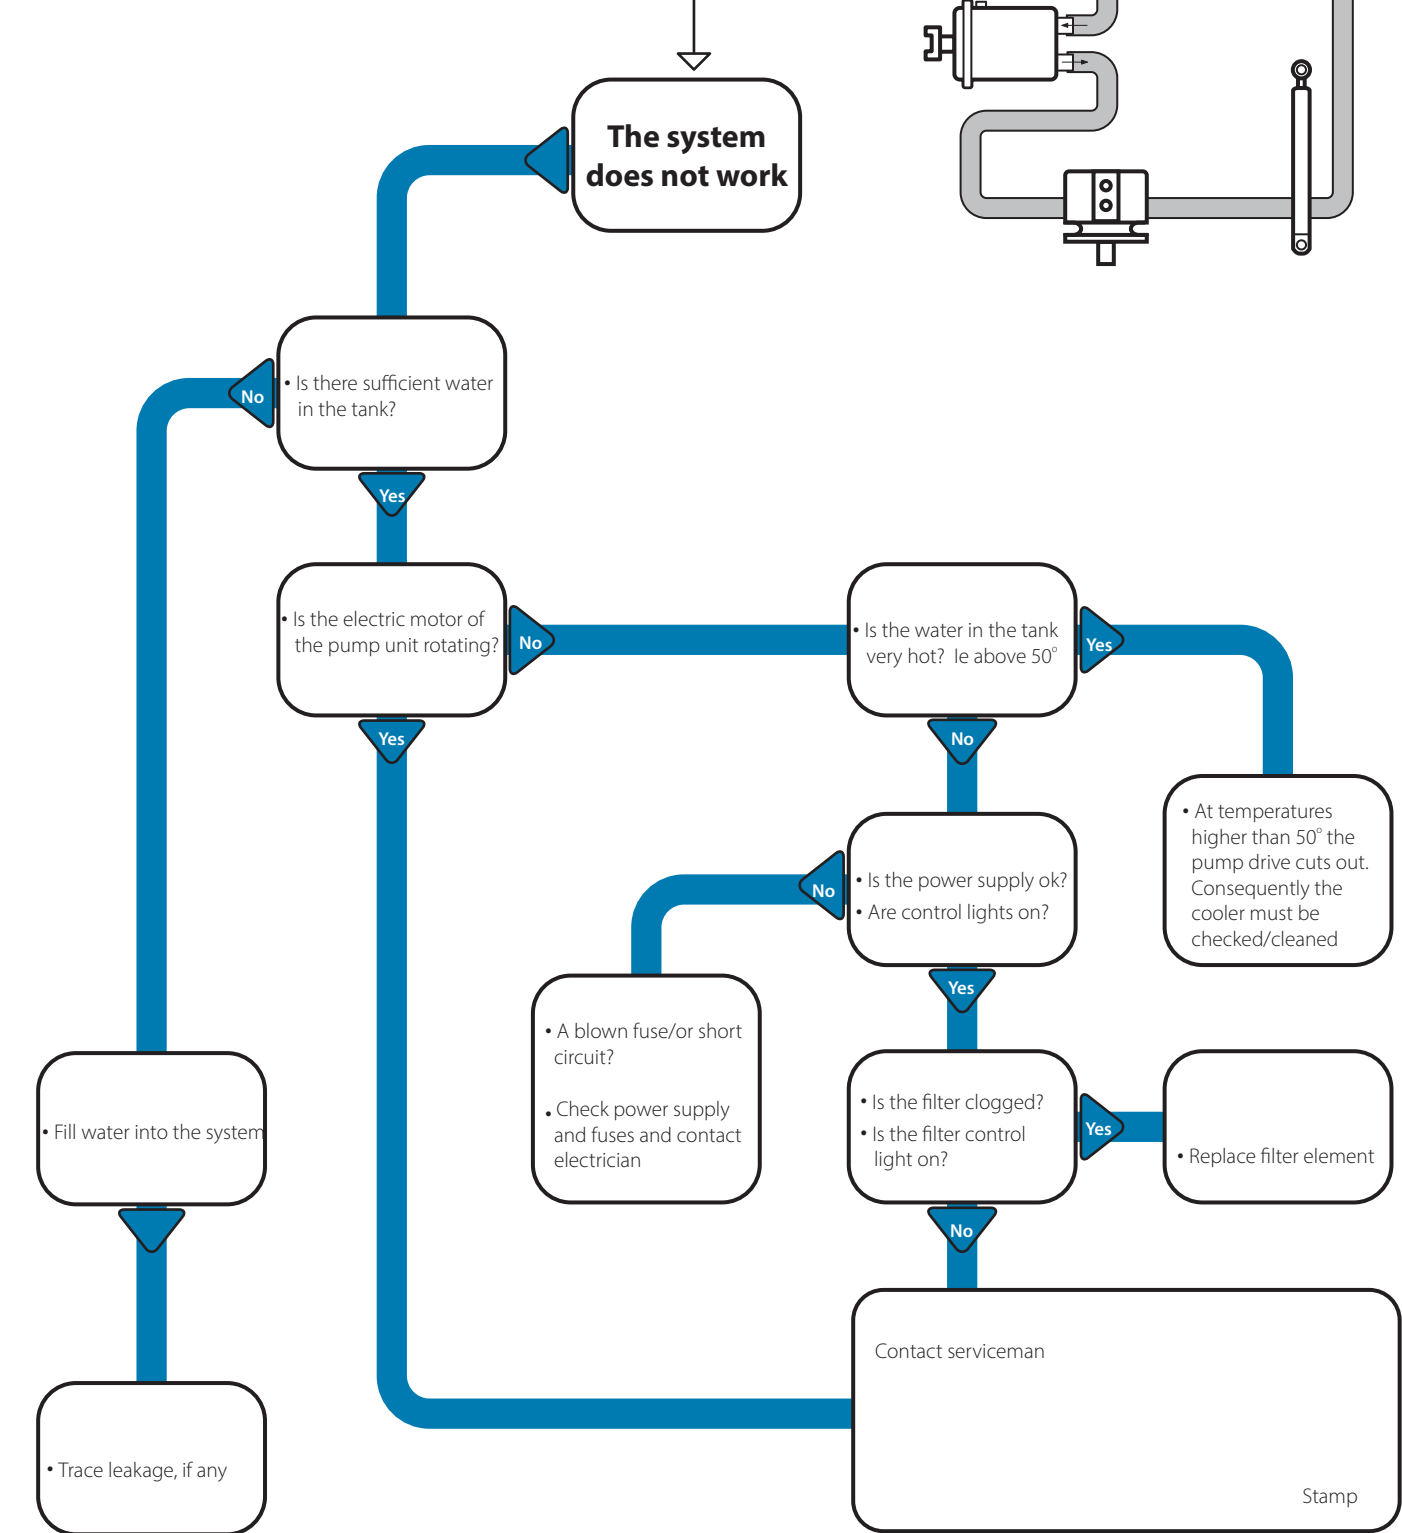 The system
does not work
No
• Is there sufficient water
in the tank?
Yes
• Is the electric motor of
the pump unit rotating?
No
• Is the water in the tank
very hot? Ie above 50°
Yes
Yes
No
• At temperatures
higher than 50° the
pump drive cuts out.
Consequently the
cooler must be
checked/cleaned
No
• Is the power supply ok?
• Are control lights on?
Yes
• A blown fuse/or short
circuit?
• Check power supply
and fuses and contact
electrician
• Is the filter clogged?
• Is the filter control
light on?
Yes
• Replace filter element
• Fill water into the system
No
Contact serviceman
• Trace leakage, if any
Stamp